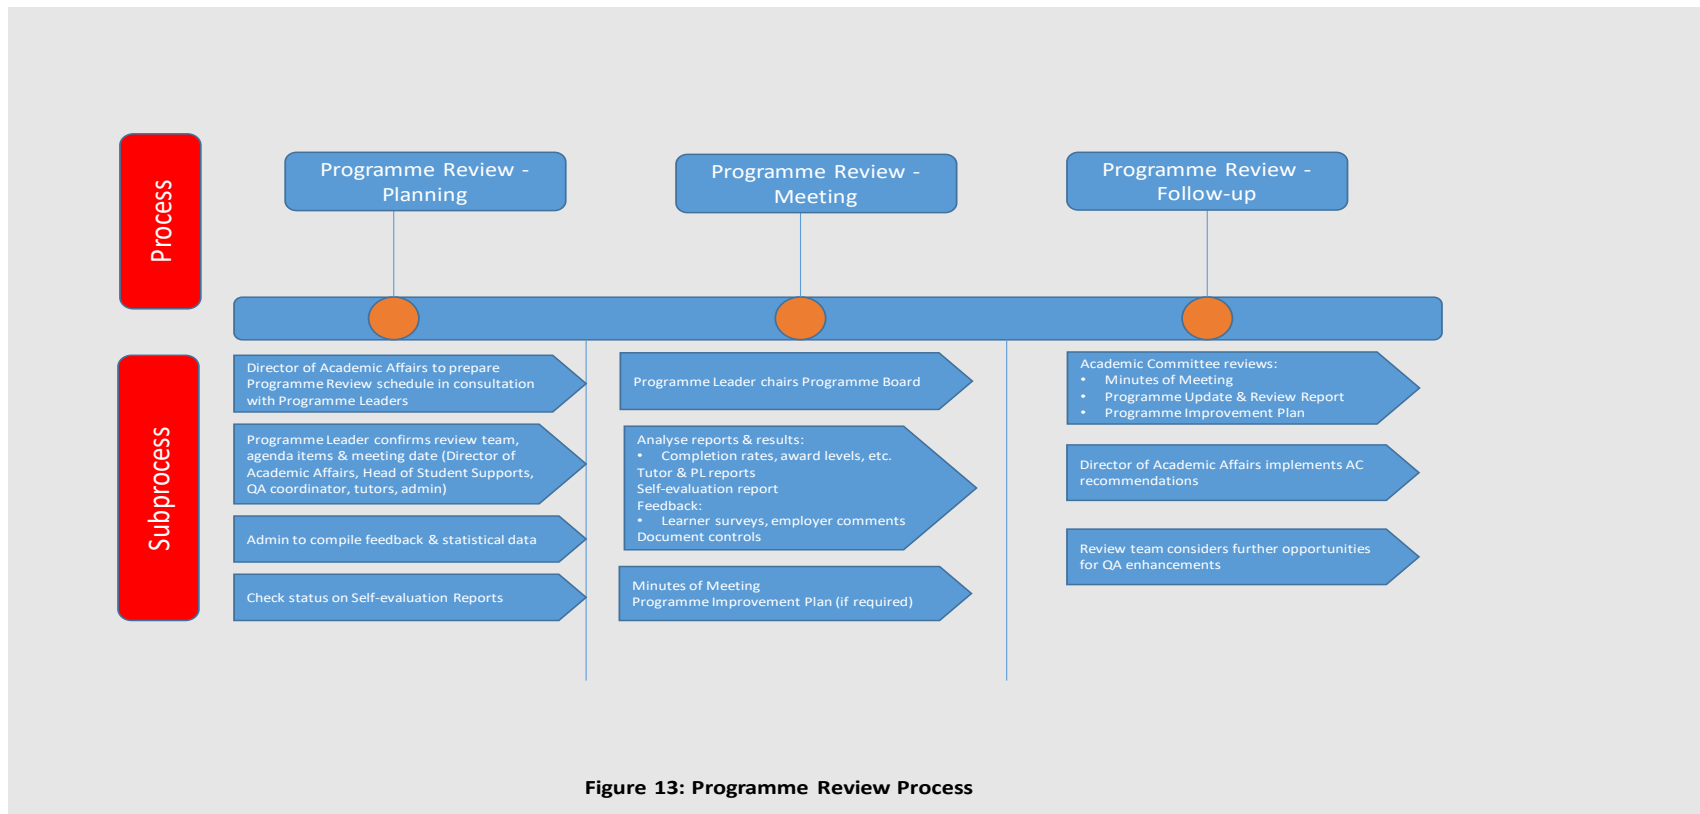 Process
Programme Review -
Planning
Programme Review -
Meeting
Programme Review -
Follow-up
Subprocess
Director of Academic Affairs to prepare
Programme Review schedule in consultation
with Programme Leaders
Programme Leader confirms review team,
agenda items & meeting date (Director of
Academic Affairs, Head of Student Supports,
QA coordinator, tutors, admin)
Admin to compile feedback & statistical data
Check status on Self-evaluation Reports
Programme Leader chairs Programme Board
Analyse reports & results:
• Completion rates, award levels, etc.
Tutor & PL reports
Self-evaluation report
Feedback:
• Learner surveys, employer comments
Document controls
Minutes of Meeting
Programme Improvement Plan (if required)
Academic Committee reviews:
• Minutes of Meeting
• Programme Update & Review Report
• Programme Improvement Plan
Director of Academic Affairs implements AC
recommendations
Review team considers further opportunities
for QA enhancements
Figure 13: Programme Review Process